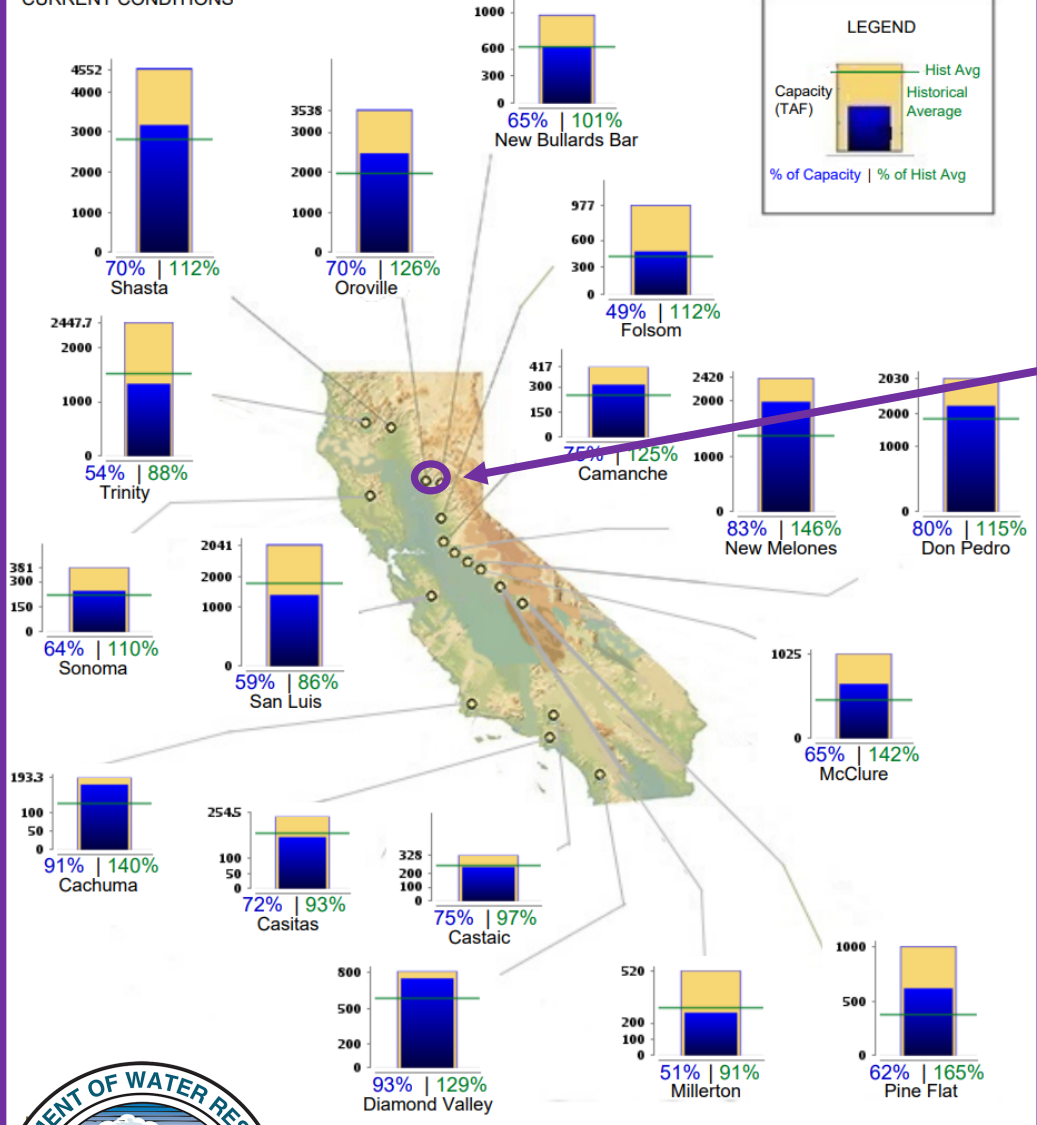 CURRENT CONDITIONS
1000
600
300
0
65% | 101%
New Bullards Bar
LEGEND
Capacity
(TAF)
Hist Avg
Historical
Average
% of Capacity | % of Hist Avg
4552
4000
3000
2000
1000
0
70% | 112%
Shasta
3538
3000
2000
1000
0
70% | 126%
Oroville
977
600
300
0
49% | 112%
Folsom
2447.7
2000
1000
0
54% | 88%
Trinity
417
300
150
0
75% | 125%
Camanche
2420
2000
1000
0
83% | 146%
New Melones
2030
2000
1000
0
80% | 115%
Don Pedro
381
300
150
0
64% | 110%
Sonoma
2041
2000
1000
0
59% | 86%
San Luis
1025
0
65% | 142%
McClure
193.3
100
50
0
91% | 140%
Cachuma
254.5
100
50
0
72% | 93%
Casitas
328
200
100
0
75% | 97%
Castaic
800
500
200
0
93% | 129%
Diamond Valley
520
200
100
0
51% | 91%
Millerton
1000
500
0
62% | 165%
Pine Flat
OF WATER